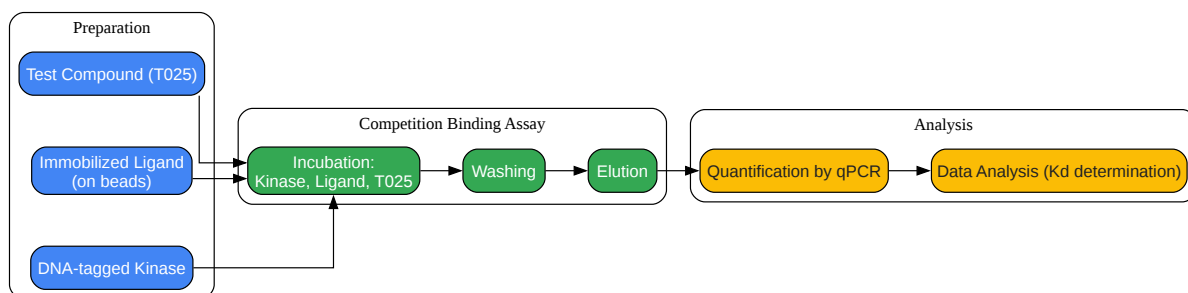 Preparation
Test Compound (T025)
Immobilized Ligand
(on beads)
DNA-tagged Kinase
Competition Binding Assay
Incubation:
Kinase, Ligand, T025
Washing
Elution
Analysis
Quantification by qPCR
Data Analysis (Kd determination)